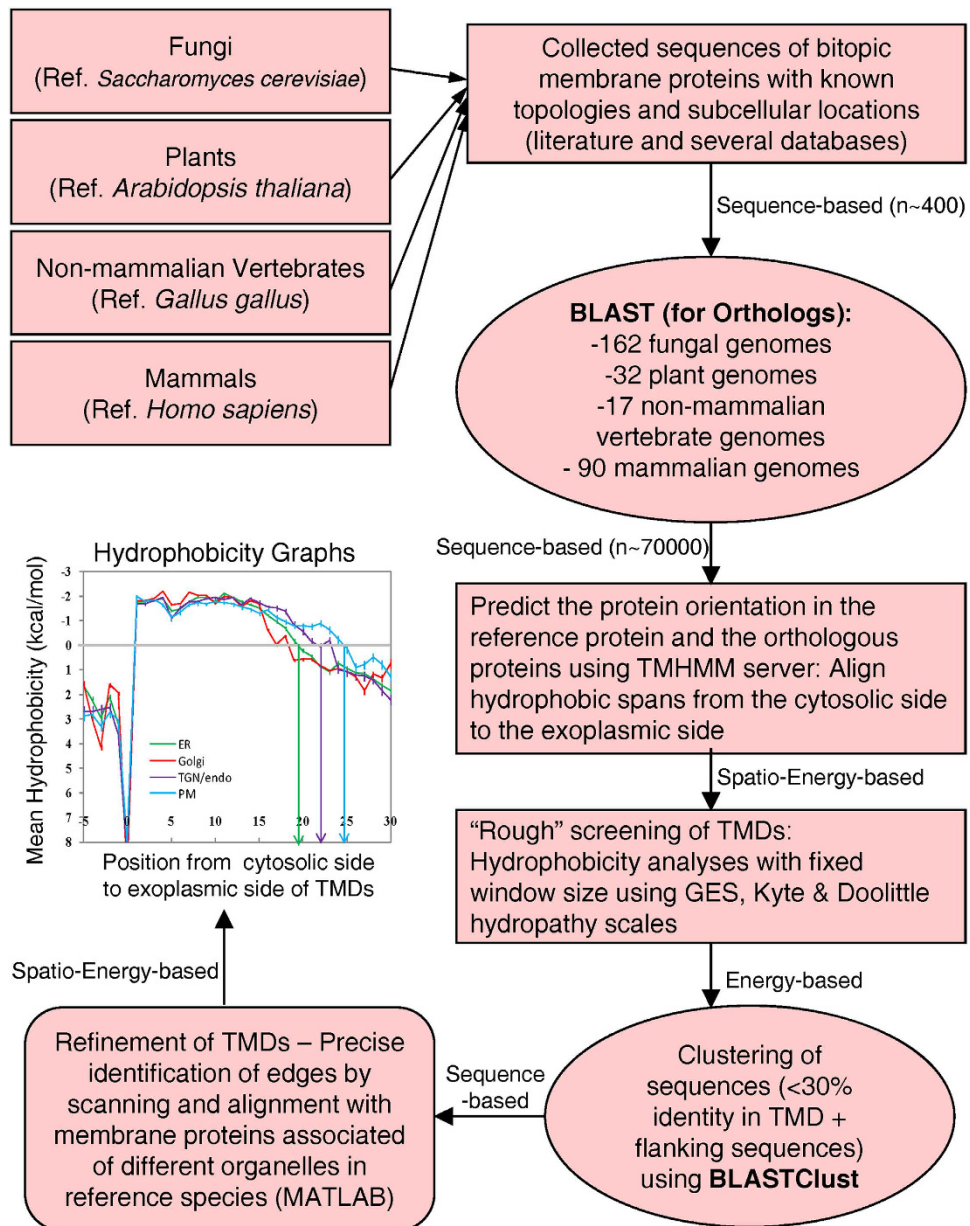 Fungi
(Ref. Saccharomyces cerevisiae)
Plants
(Ref. Arabidopsis thaliana)
Non-mammalian Vertebrates
(Ref. Gallus gallus)
Mammals
(Ref. Homo sapiens)
Collected sequences of bitopic
membrane proteins with known
topologies and subcellular locations
(literature and several databases)
Sequence-based (n~400)
BLAST (for Orthologs):
-162 fungal genomes
-32 plant genomes
-17 non-mammalian
vertebrate genomes
- 90 mammalian genomes
Sequence-based (n~70000)
Predict the protein orientation in the
reference protein and the orthologous
proteins using TMHMM server: Align
hydrophobic spans from the cytosolic side
to the exoplasmic side
Spatio-Energy-based
“Rough” screening of TMDs:
Hydrophobicity analyses with fixed
window size using GES, Kyte & Doolittle
hydropathy scales
Energy-based
Clustering of
sequences (<30%
identity in TMD +
flanking sequences)
using BLASTClust
Sequence
-based
Refinement of TMDs – Precise
identification of edges by
scanning and alignment with
membrane proteins associated
of different organelles in
reference species (MATLAB)
Spatio-Energy-based
Hydrophobicity Graphs
Mean Hydrophobicity (kcal/mol)
-3
-2
-1
0
1
2
3
4
5
6
7
8
ER
Golgi
TGN/endo
PM
-5 0 5 10 15 20 25 30
Position from cytosolic side
to exoplasmic side of TMDs